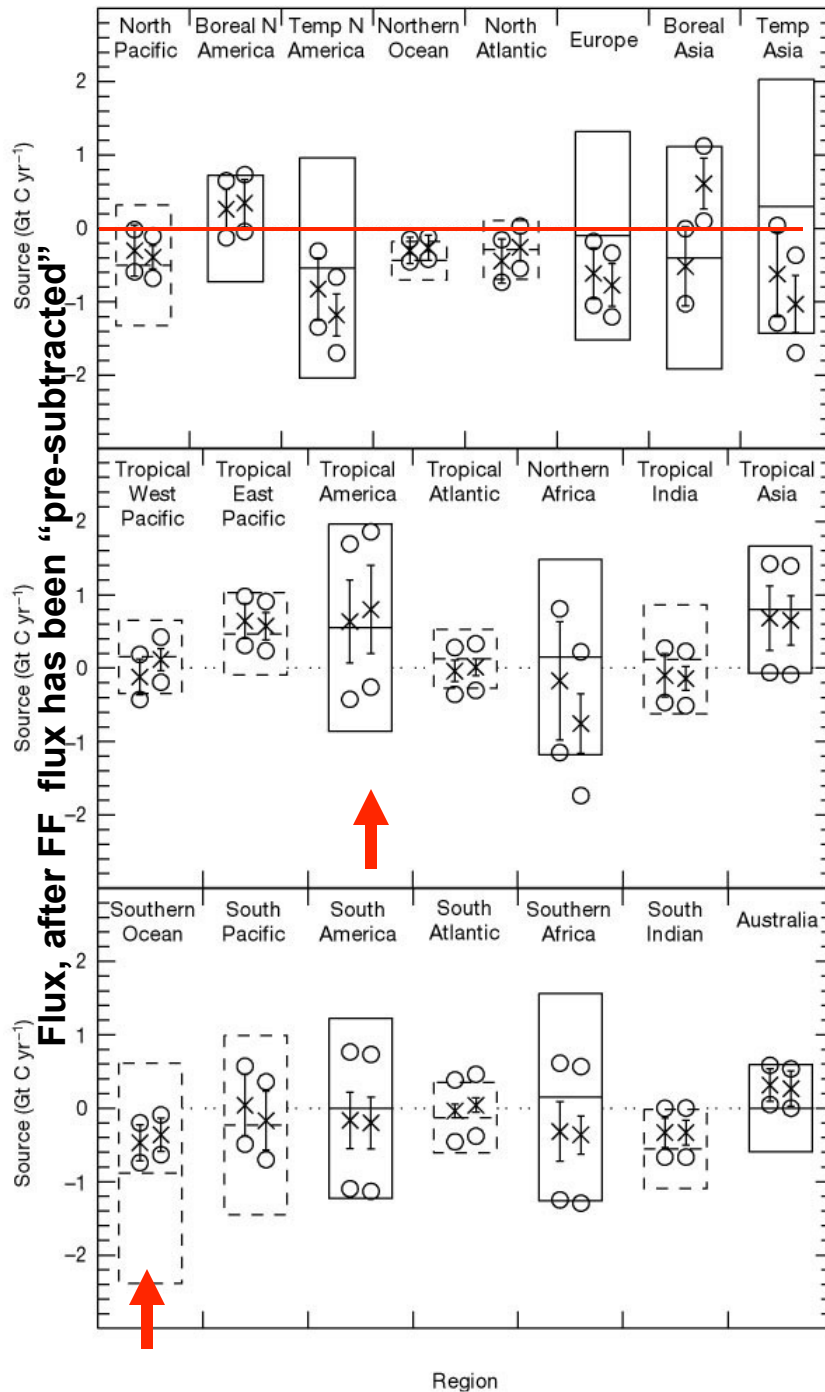 North
Pacific
Boreal N
America
Temp N
America
Northern
Ocean
North
Atlantic
Europe
Boreal
Asia
Temp
Asia
2
1
0
−1
−2
Source (Gt C yr⁻¹)
Flux, after FF flux has been “pre-subtracted”
Tropical
West
Pacific
Tropical
East
Pacific
Tropical
America
Tropical
Atlantic
Northern
Africa
Tropical
India
Tropical
Asia
2
1
0
−1
−2
Source (Gt C yr⁻¹)
Southern
Ocean
South
Pacific
South
America
South
Atlantic
Southern
Africa
South
Indian
Australia
2
1
0
−1
−2
Source (Gt C yr⁻¹)
Region